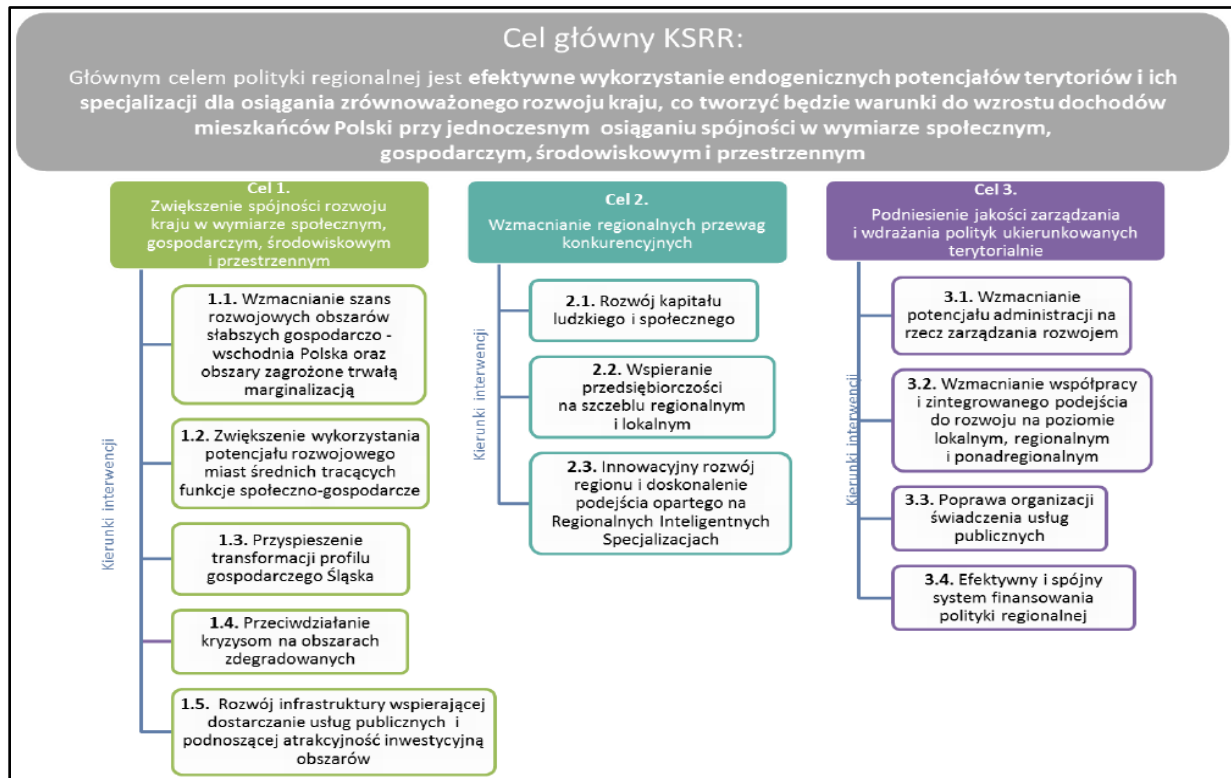 Cel główny KSRR:
Głównym celem polityki regionalnej jest efektywne wykorzystanie endogenicznych potencjałów terytoriów i ich
specjalizacji dla osiągania zrównoważonego rozwoju kraju, co tworzyć będzie warunki do wzrostu dochodów
mieszkańców Polski przy jednoczesnym osiąganiu spójności w wymiarze społecznym,
gospodarczym, środowiskowym i przestrzennym
Cel 1.
Zwiększenie spójności rozwoju
kraju w wymiarze społecznym,
gospodarczym, środowiskowym
i przestrzennym
Kierunki interwencji
1.1. Wzmacnianie szans
rozwojowych obszarów
słabszych gospodarczo -
wschodnia Polska oraz
obszary zagrożone trwałą
marginalizacją
1.2. Zwiększenie wykorzystania
potencjału rozwojowego
miast średnich tracących
funkcje społeczno-gospodarcze
1.3. Przyspieszenie
transformacji profilu
gospodarczego Śląska
1.4. Przeciwdziałanie
kryzysom na obszarach
zdegradowanych
1.5. Rozwój infrastruktury wspierającej
dostarczanie usług publicznych i
podnoszącej atrakcyjność inwestycyjną
obszarów
Cel 2.
Wzmacnianie regionalnych przewag
konkurencyjnych
Kierunki interwencji
2.1. Rozwój kapitału
ludzkiego i społecznego
2.2. Wspieranie
przedsiębiorczości
na szczeblu regionalnym
i lokalnym
2.3. Innowacyjny rozwój
regionu i doskonalenie
podejścia opartego na
Regionalnych Inteligentnych
Specjalizacjach
Cel 3.
Podniesienie jakości zarządzania
i wdrażania polityk ukierunkowanych
terytorialnie
Kierunki interwencji
3.1. Wzmacnianie
potencjału administracji na
rzecz zarządzania rozwojem
3.2. Wzmacnianie współpracy
i zintegrowanego podejścia
do rozwoju na poziomie
lokalnym, regionalnym
i ponadregionalnym
3.3. Poprawa organizacji
świadczenia usług
publicznych
3.4. Efektywny i spójny
system finansowania
polityki regionalnej